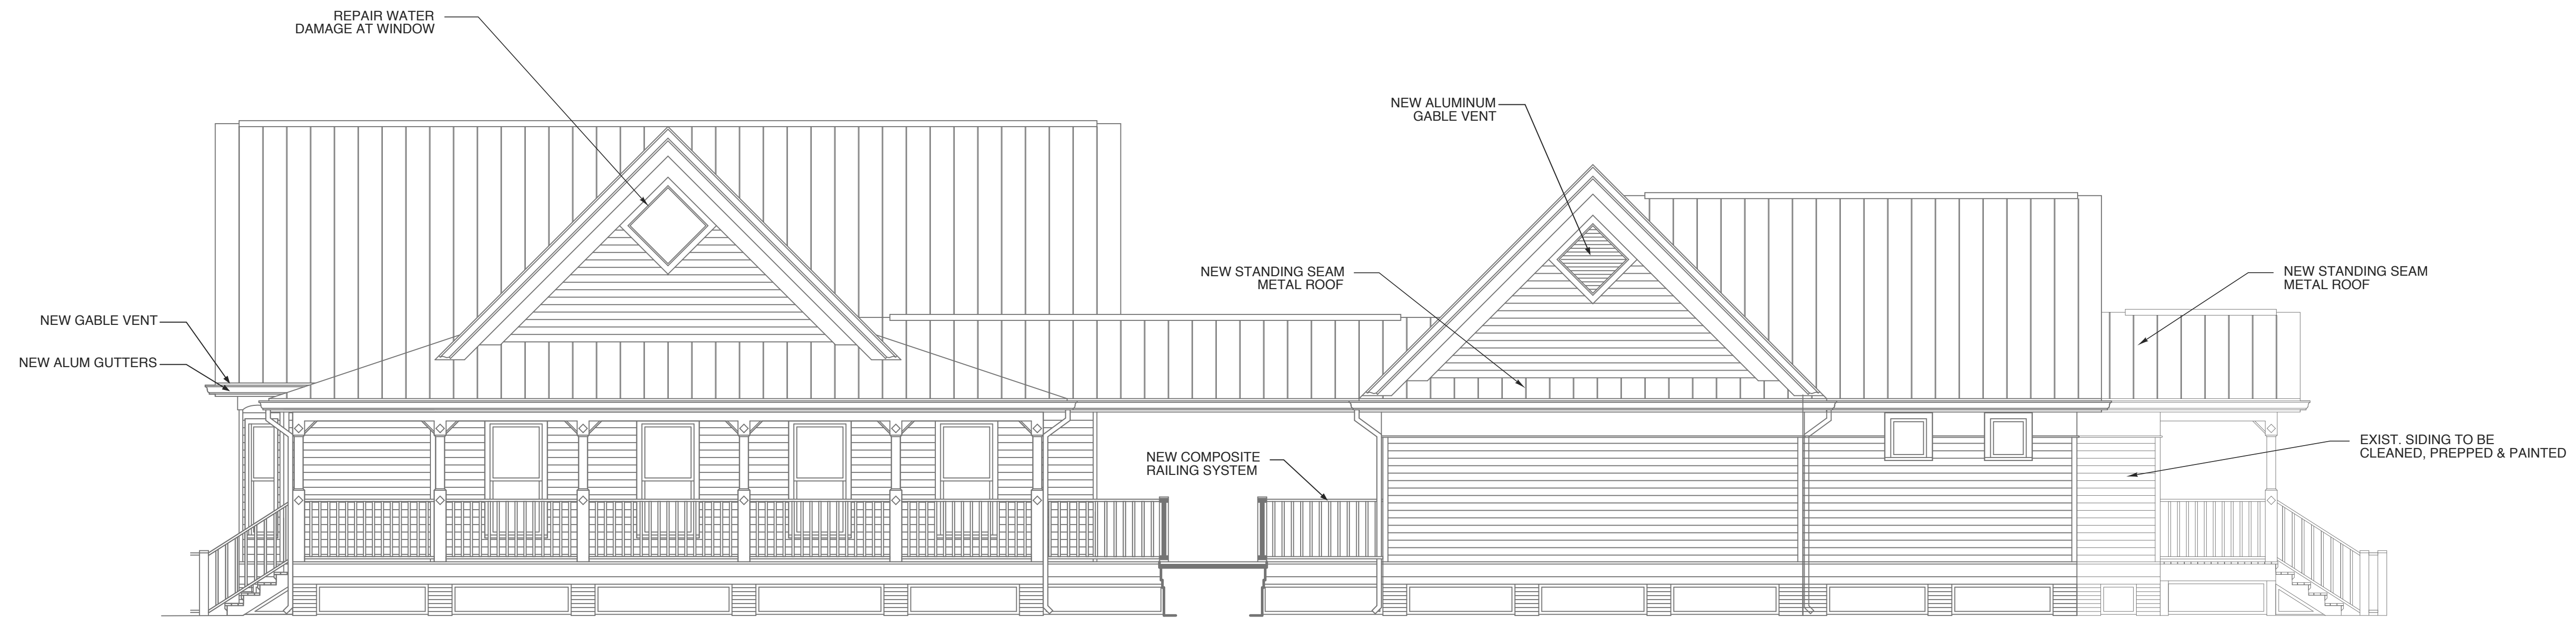 REPAIR WATER
DAMAGE AT WINDOW
NEW ALUMINUM
GABLE VENT
NEW STANDING SEAM
METAL ROOF
NEW STANDING SEAM
METAL ROOF
NEW GABLE VENT
NEW ALUM GUTTERS
NEW COMPOSITE
RAILING SYSTEM
EXIST. SIDING TO BE
CLEANED, PREPPED & PAINTED